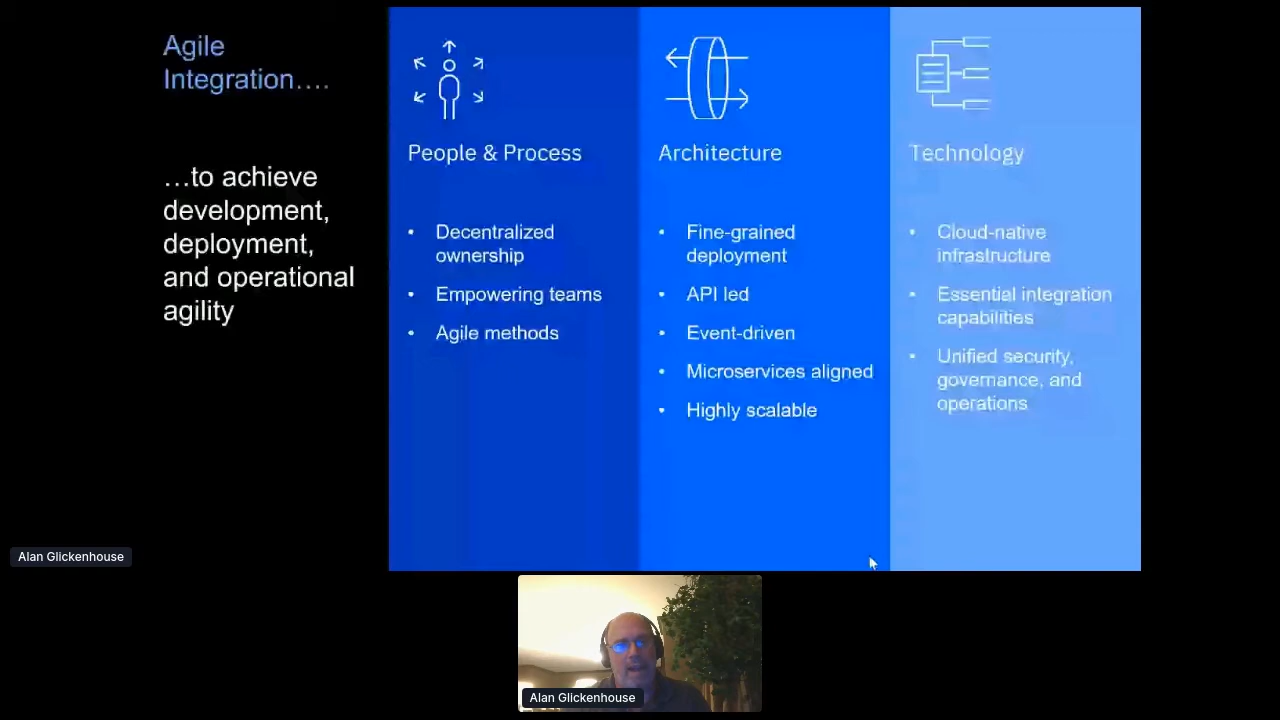 Agile
Integration….
…to achieve
development,
deployment,
and operational
agility
People & Process
• Decentralized
ownership
• Empowering teams
• Agile methods
Architecture
• Fine-grained
deployment
• API led
• Event-driven
• Microservices aligned
• Highly scalable
Technology
• Cloud-native
infrastructure
• Essential integration
capabilities
• Unified security,
governance, and
operations
Alan Glickenhouse
Alan Glickenhouse